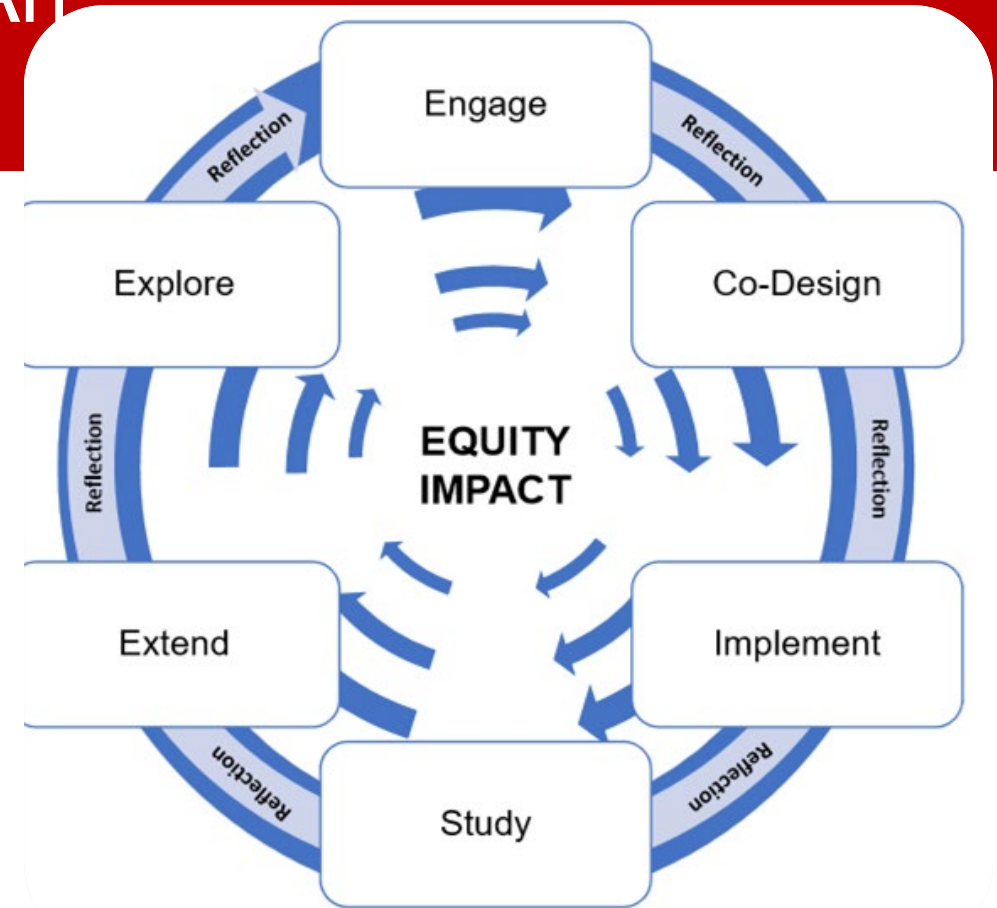 Engage
Reflection
Reflection
Explore
Co-Design
Reflection
EQUITY
IMPACT
Reflection
Extend
Implement
Reflection
Reflection
Study